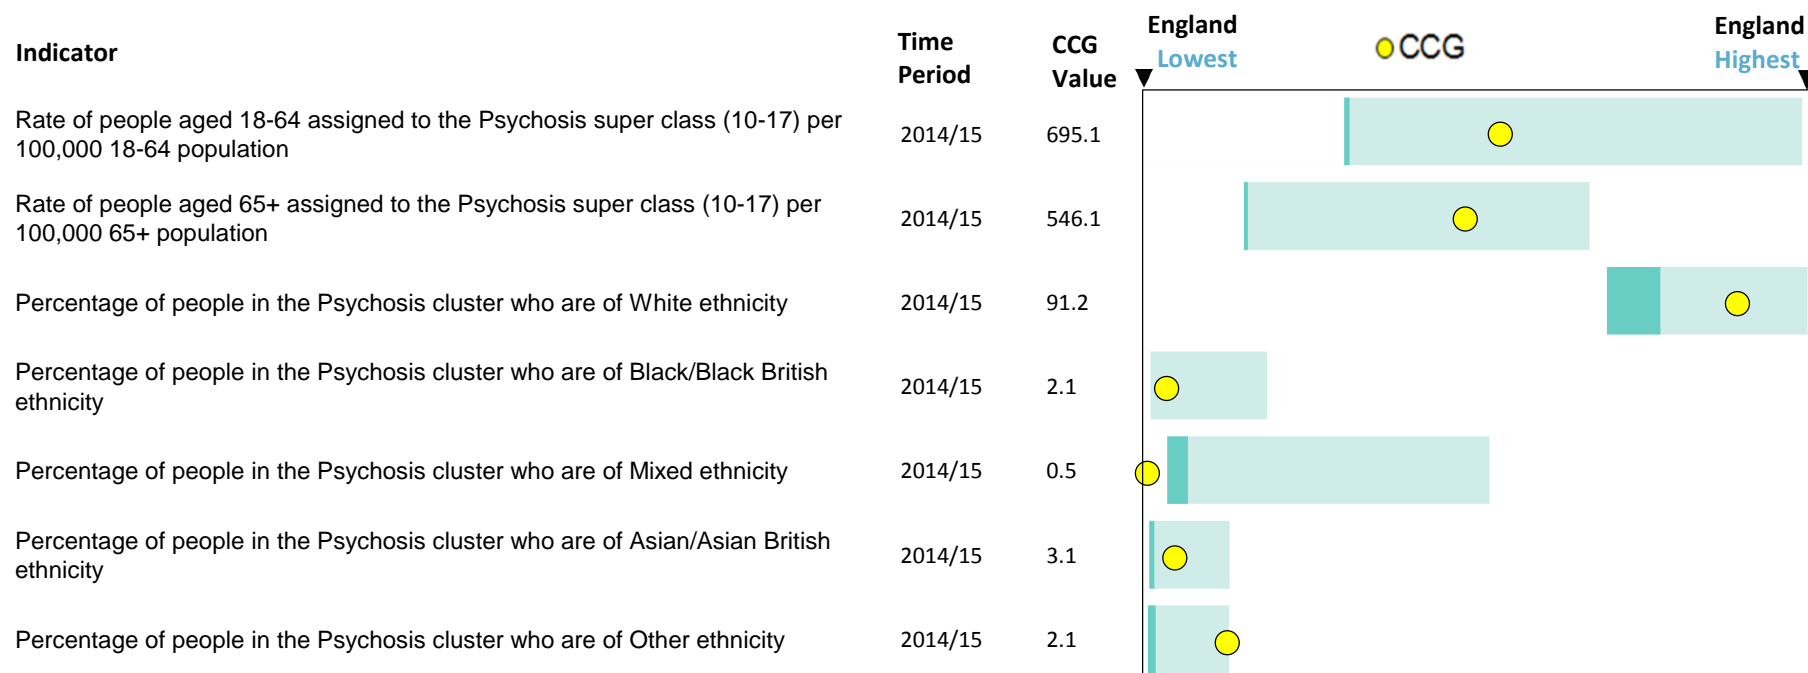 Indicator
Time Period
CCG Value
England Lowest
CCG
England Highest
Rate of people aged 18-64 assigned to the Psychosis super class (10-17) per
100,000 18-64 population
2014/15 695.1
Rate of people aged 65+ assigned to the Psychosis super class (10-17) per
100,000 65+ population
2014/15 546.1
Percentage of people in the Psychosis cluster who are of White ethnicity 2014/15 91.2
Percentage of people in the Psychosis cluster who are of Black/Black British
ethnicity
2014/15 2.1
Percentage of people in the Psychosis cluster who are of Mixed ethnicity 2014/15 0.5
Percentage of people in the Psychosis cluster who are of Asian/Asian British
ethnicity
2014/15 3.1
Percentage of people in the Psychosis cluster who are of Other ethnicity 2014/15 2.1